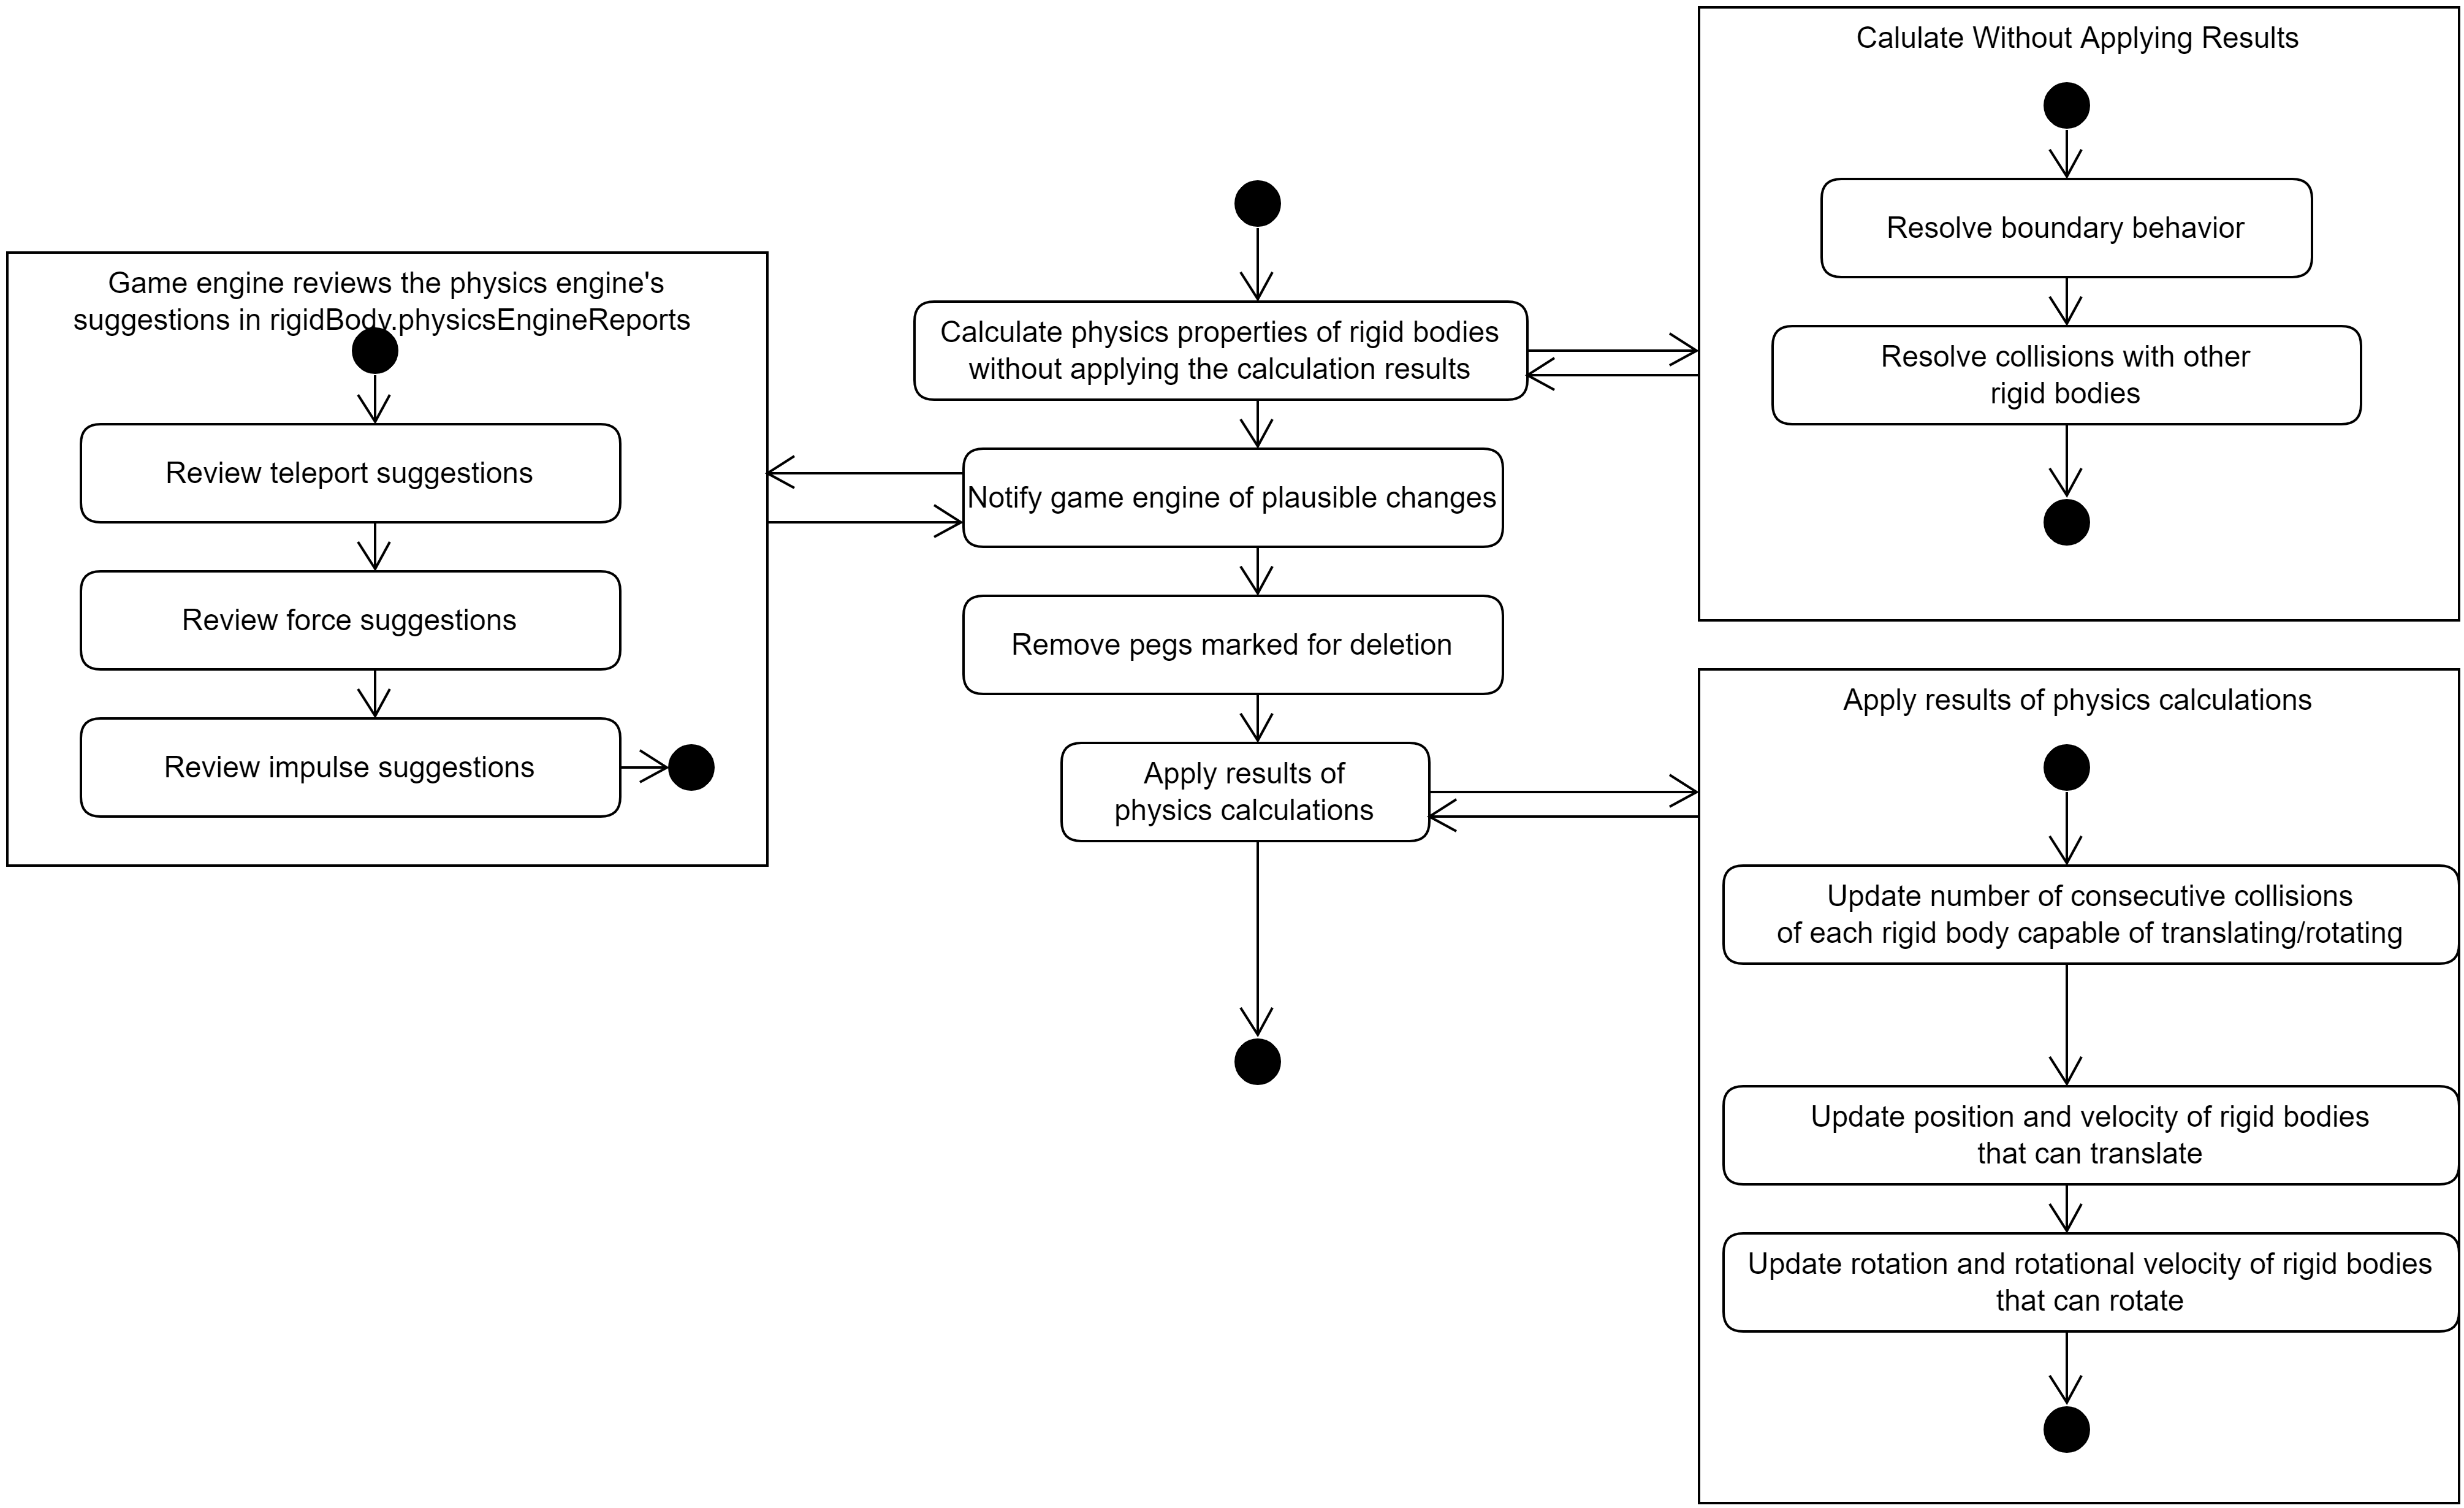 Game engine reviews the physics engine's
suggestions in rigidBody.physicsEngineReports
Review teleport suggestions
Review force suggestions
Review impulse suggestions
Calculate physics properties of rigid bodies
without applying the calculation results
Notify game engine of plausible changes
Remove pegs marked for deletion
Apply results of
physics calculations
Calulate Without Applying Results
Resolve boundary behavior
Resolve collisions with other
rigid bodies
Apply results of physics calculations
Update number of consecutive collisions
of each rigid body capable of translating/rotating
Update position and velocity of rigid bodies
that can translate
Update rotation and rotational velocity of rigid bodies
that can rotate